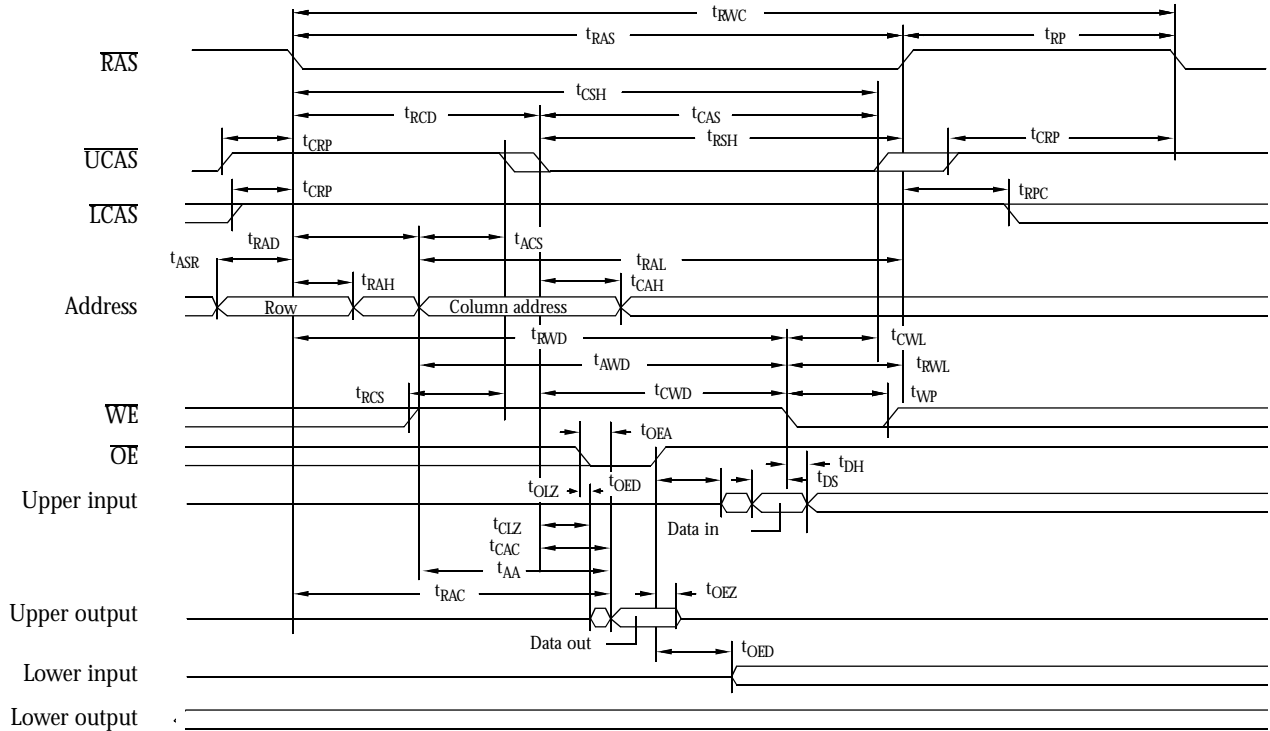 tRWC
tRAS
tRP
RAS
tCSH
tRCD
tCAS
tRSH
tCRP
tCRP
UCAS
tCRP
tRPC
LCAS
tRAD
tACS
tASR
tRAL
tRAH
tCAH
Address
Row
Column address
tRWD
tCWL
tAWD
tRWL
tRCS
tCWD
tWP
WE
tOEA
OE
tDH
tOLZ
tOED
tDS
Upper input
tCLZ
Data in
tCAC
tAA
tRAC
tOEZ
Upper output
Data out
tOED
Lower input
Lower output